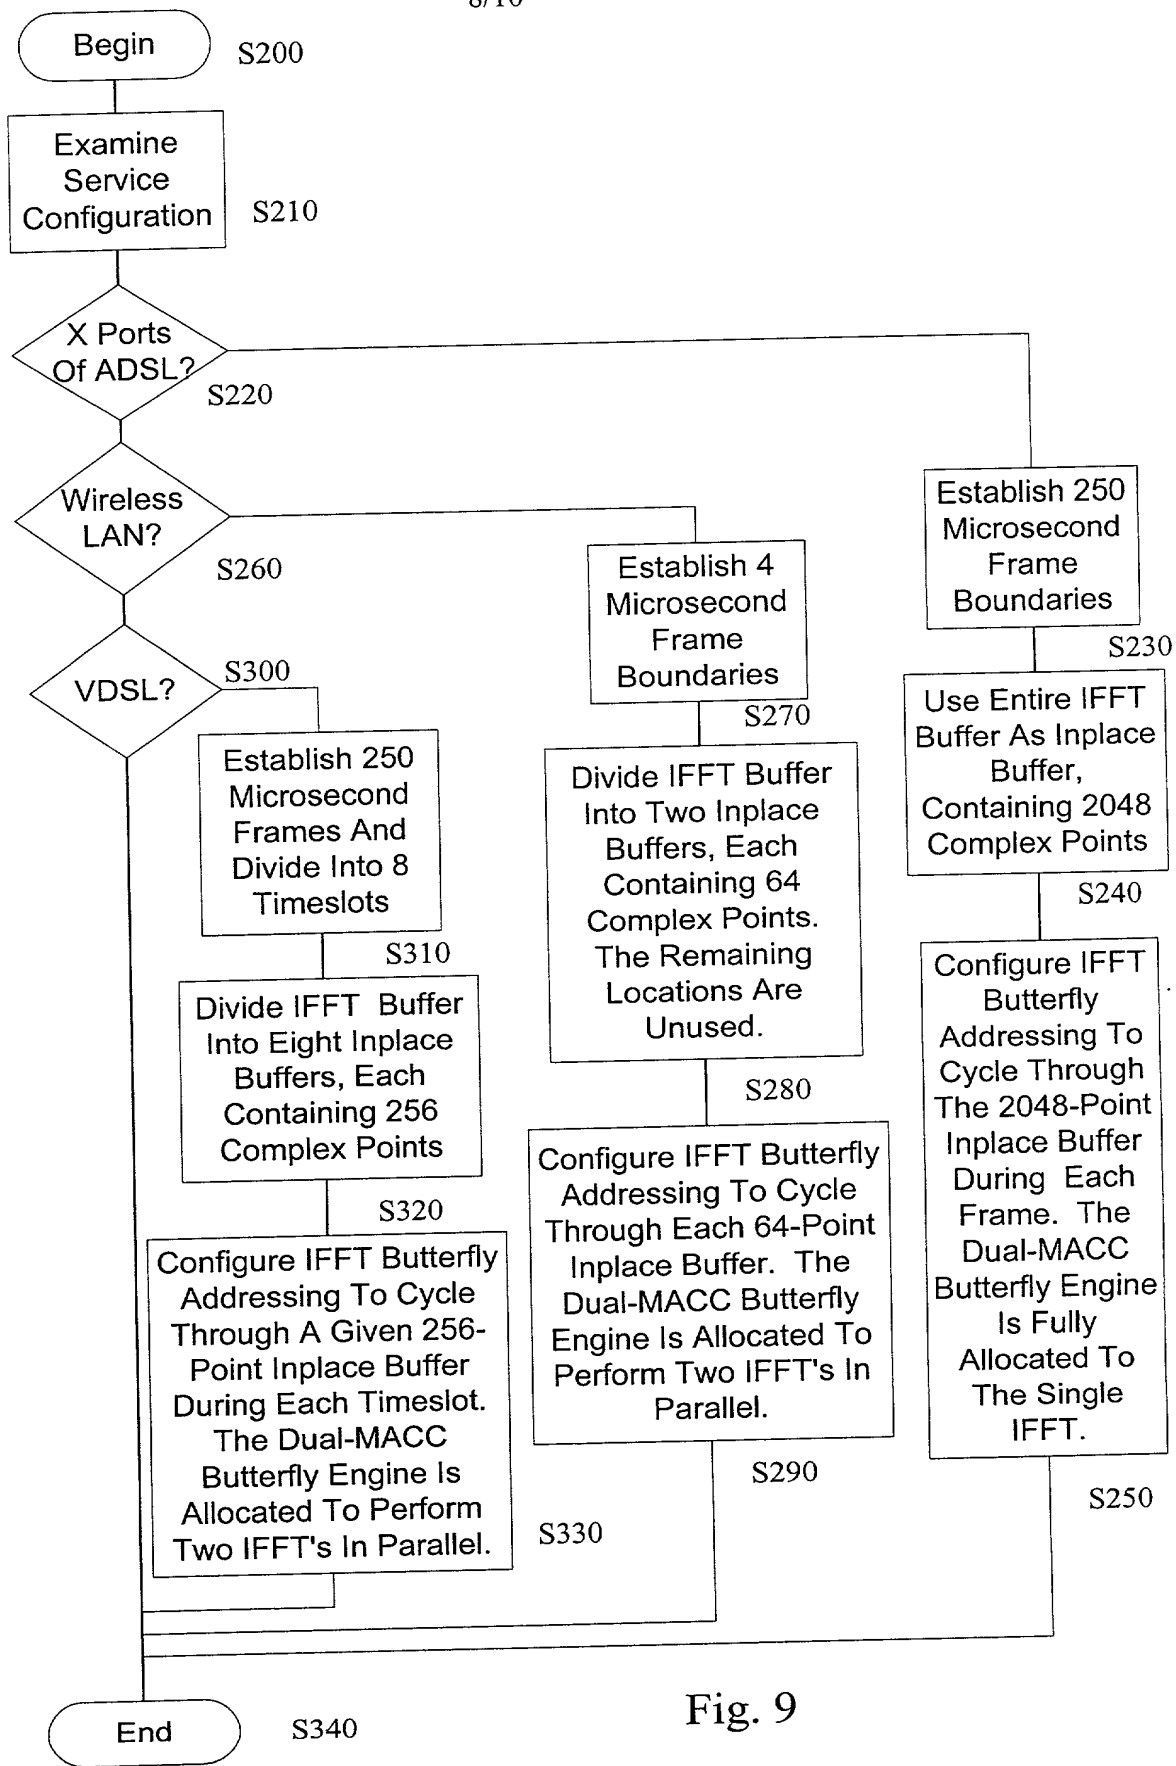 8/10
Begin
S200
Examine
Service
Configuration
S210
X Ports
Of ADSL?
S220
Wireless
LAN?
S260
VDSL?
S300
Establish 250
Microsecond
Frames And
Divide Into 8
Timeslots
S310
Divide IFFT Buffer
Into Eight Inplace
Buffers, Each
Containing 256
Complex Points
S320
Configure IFFT Butterfly
Addressing To Cycle
Through A Given 256-
Point Inplace Buffer
During Each Timeslot.
The Dual-MACC
Butterfly Engine Is
Allocated To Perform
Two IFFT's In Parallel.
S330
Establish 4
Microsecond
Frame
Boundaries
S270
Divide IFFT Buffer
Into Two Inplace
Buffers, Each
Containing 64
Complex Points.
The Remaining
Locations Are
Unused.
S280
Configure IFFT Butterfly
Addressing To Cycle
Through Each 64-Point
Inplace Buffer. The
Dual-MACC Butterfly
Engine Is Allocated To
Perform Two IFFT's In
Parallel.
S290
Establish 250
Microsecond
Frame
Boundaries
S230
Use Entire IFFT
Buffer As Inplace
Buffer,
Containing 2048
Complex Points
S240
Configure IFFT
Butterfly
Addressing To
Cycle Through
The 2048-Point
Inplace Buffer
During Each
Frame. The
Dual-MACC
Butterfly Engine
Is Fully
Allocated To
The Single
IFFT.
S250
End
S340
Fig. 9